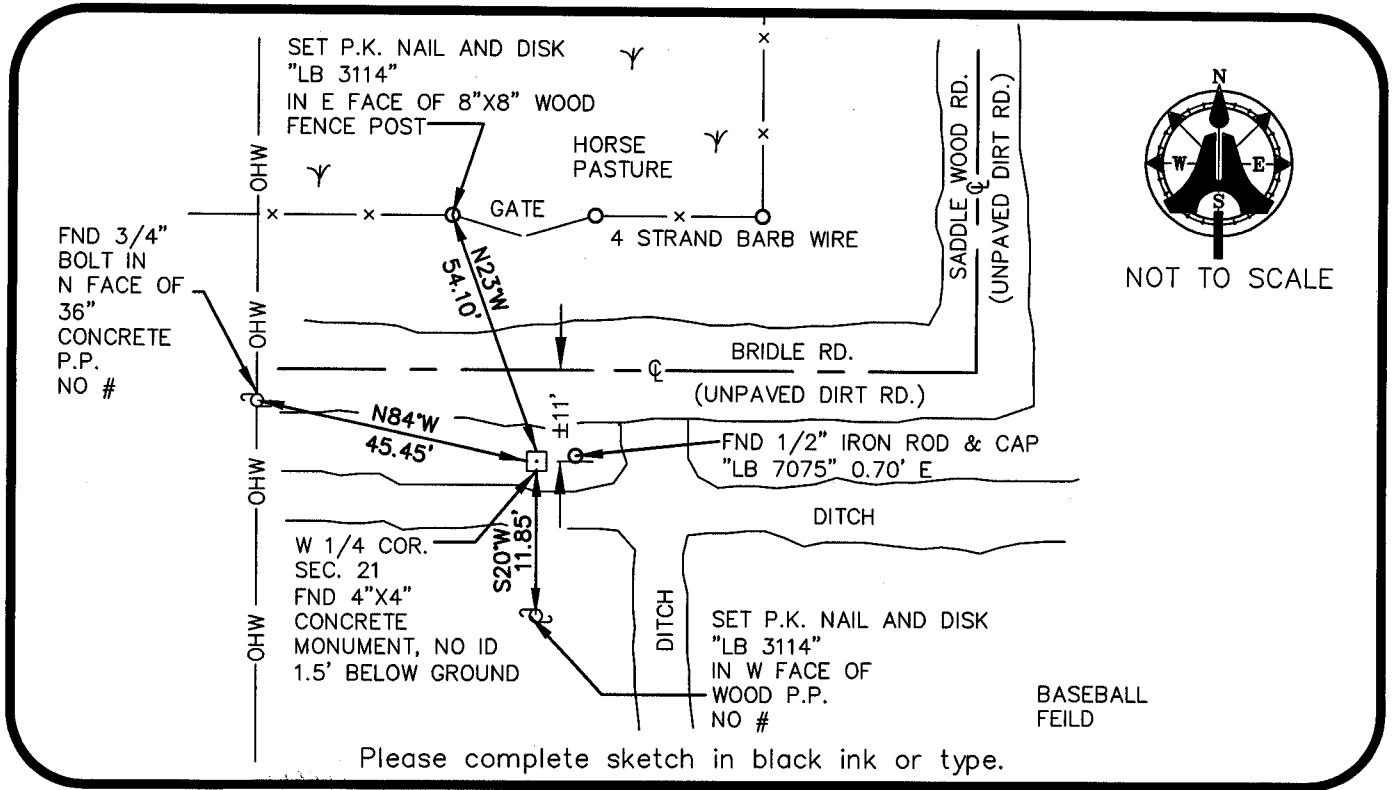 SET P.K. NAIL AND DISK
"LB 3114"
IN E FACE OF 8"X8" WOOD
FENCE POST
HORSE
PASTURE
GATE
4 STRAND BARB WIRE
OHW
OHW
OHW
OHW
FND 3/4"
BOLT IN
N FACE OF
36"
CONCRETE
P.P.
NO #
N23°W
54.10'
SADDLE WOOD RD.
℄
(UNPAVED DIRT RD.)
N
W
E
S
NOT TO SCALE
BRIDLE RD.
℄
(UNPAVED DIRT RD.)
N84°W
45.45'
±11'
FND 1/2" IRON ROD & CAP
"LB 7075" 0.70' E
DITCH
W 1/4 COR.
SEC. 21
FND 4"X4"
CONCRETE
MONUMENT, NO ID
1.5' BELOW GROUND
S20°W
11.85'
DITCH
SET P.K. NAIL AND DISK
"LB 3114"
IN W FACE OF
WOOD P.P.
NO #
BASEBALL
FEILD
Please complete sketch in black ink or type.